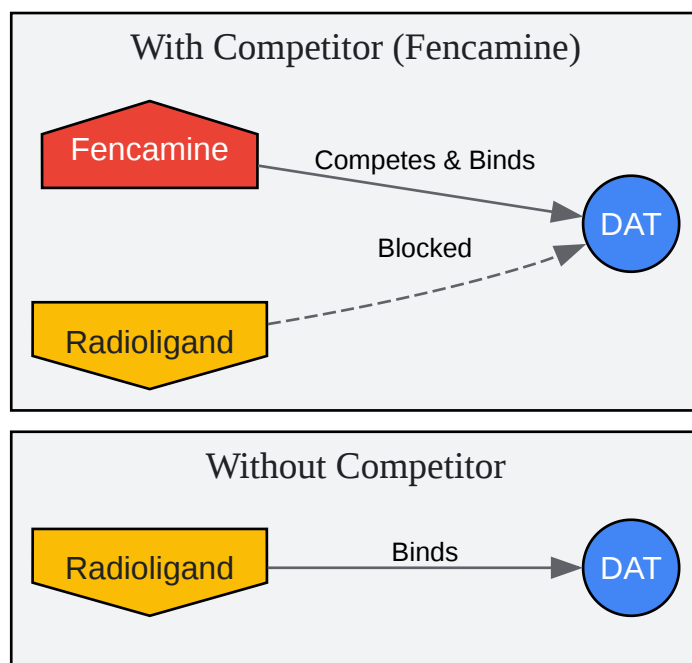 With Competitor (Fencamine)
Fencamine
Competes & Binds
DAT
Blocked
Radioligand
Without Competitor
Radioligand
Binds
DAT